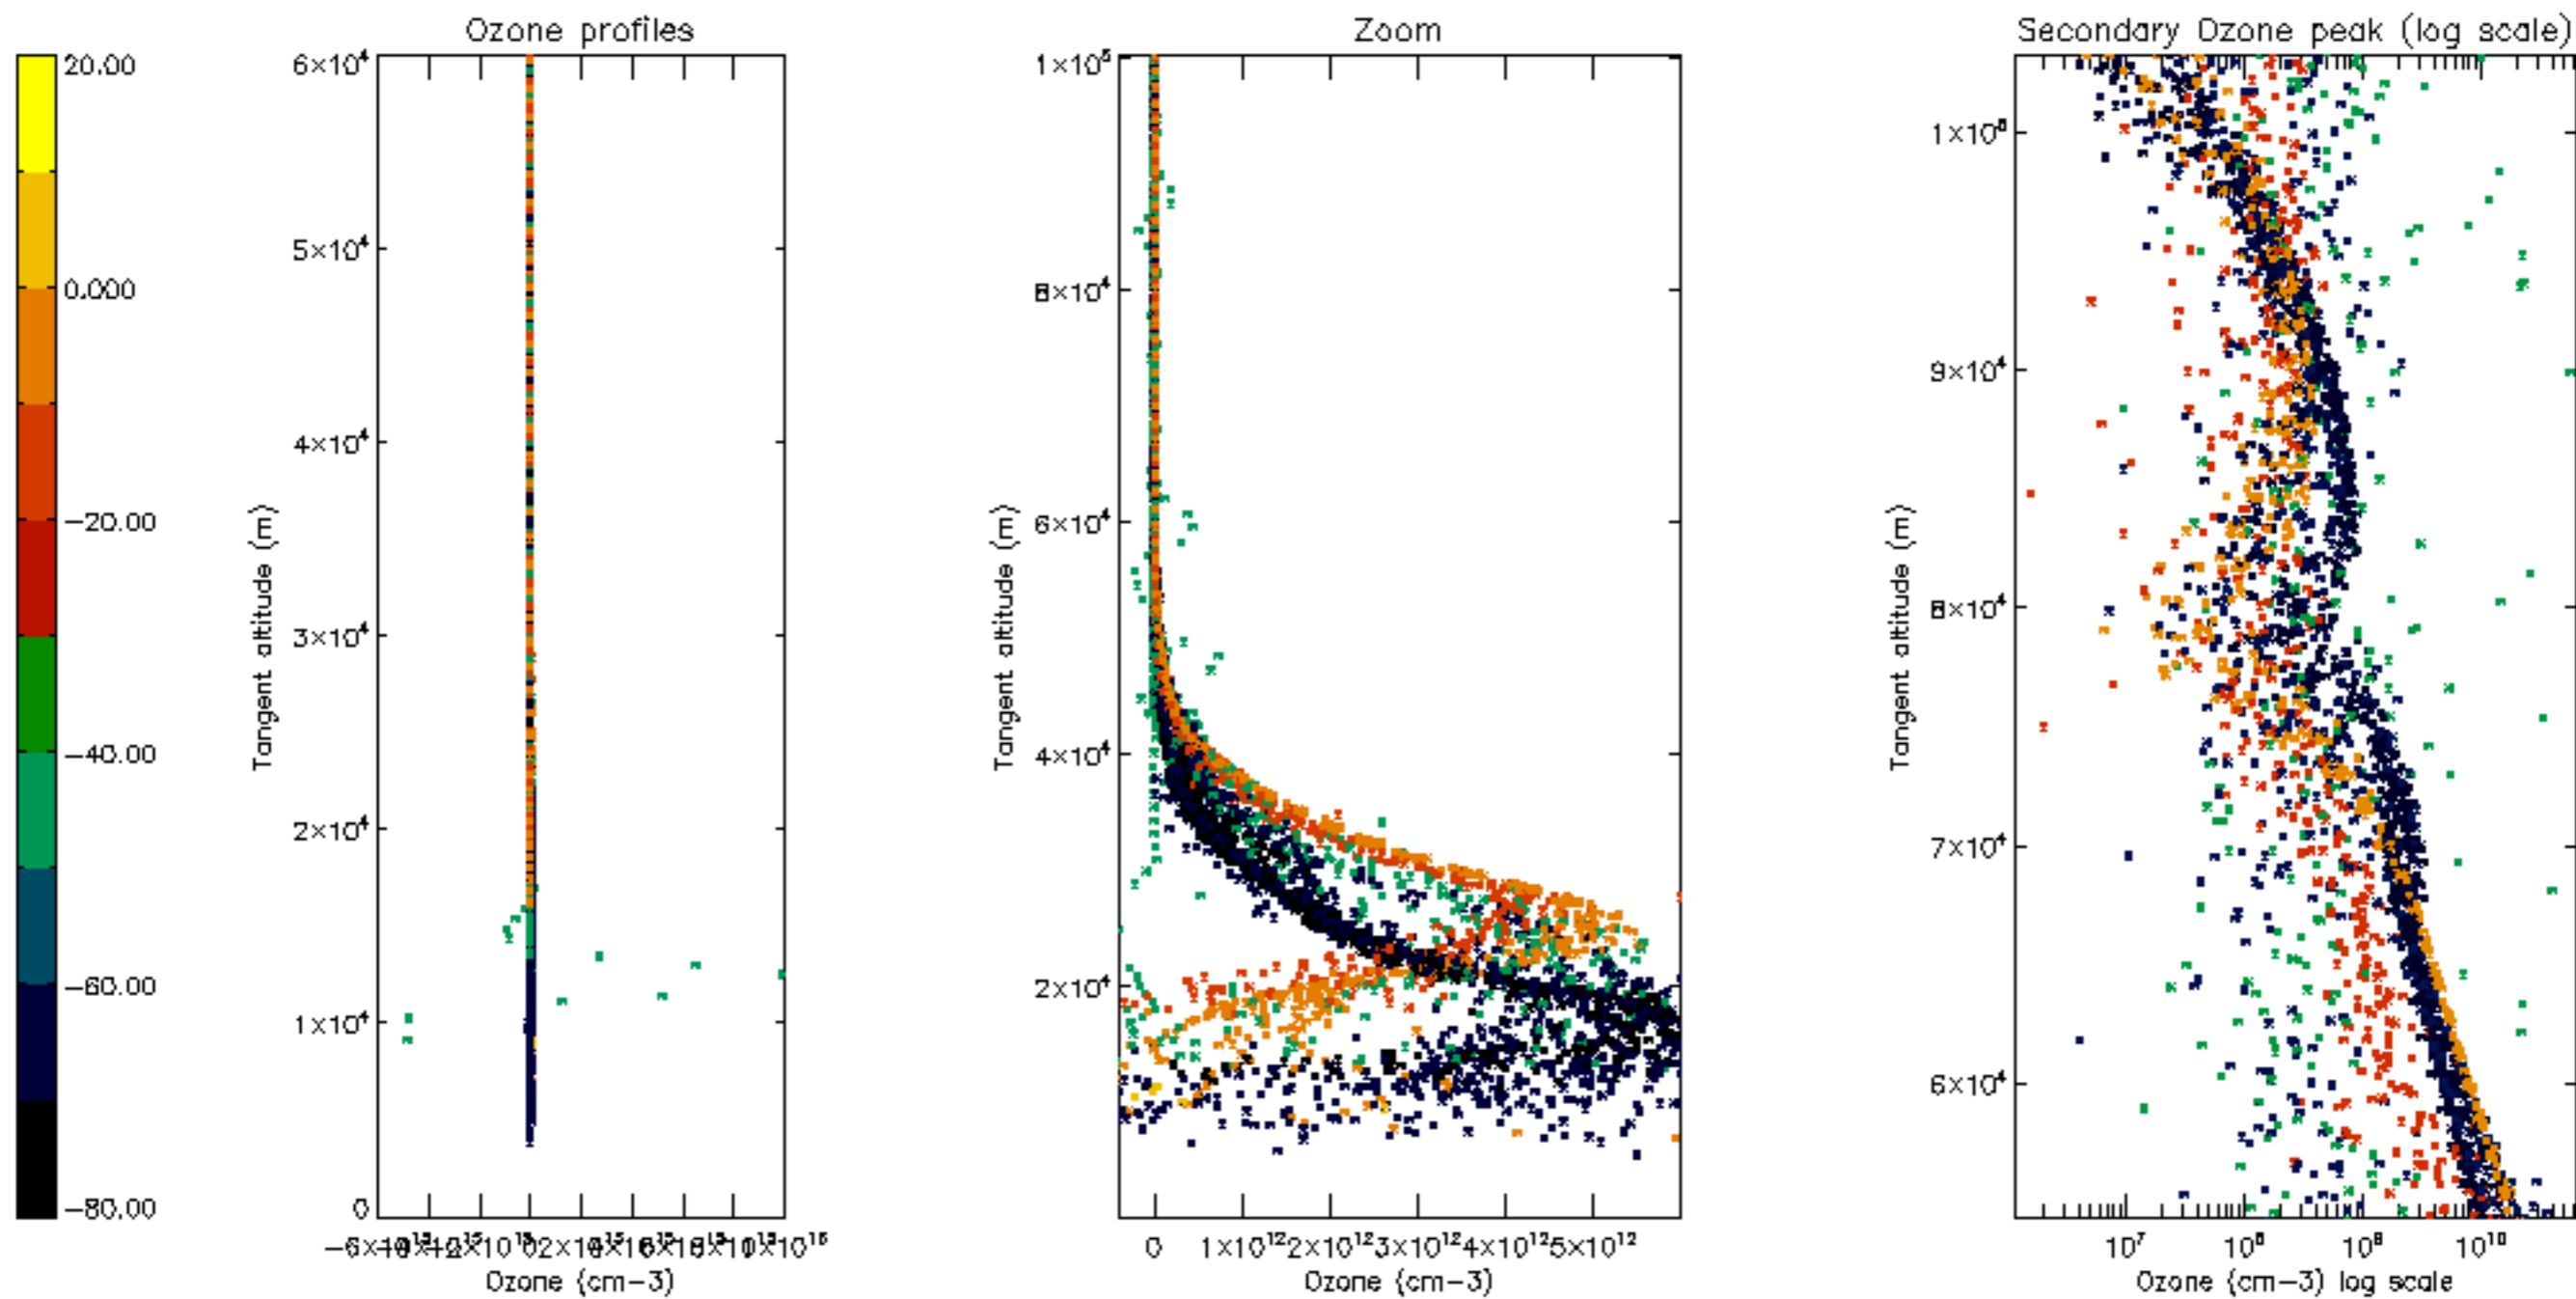 Ozone profiles
Zoom
Secondary Ozone peak (log scale)
20.00
0.000
−20.00
−40.00
−60.00
−80.00
6×10⁴
5×10⁴
4×10⁴
3×10⁴
2×10⁴
1×10⁴
0
Tangent altitude (m)
Ozone (cm−3)
1×10⁵
8×10⁴
6×10⁴
4×10⁴
2×10⁴
Tangent altitude (m)
0 1×10¹² 2×10¹² 3×10¹² 4×10¹² 5×10¹²
Ozone (cm−3)
1×10⁵
9×10⁴
8×10⁴
7×10⁴
6×10⁴
Tangent altitude (m)
10⁷ 10⁸ 10⁹ 10¹⁰
Ozone (cm−3) log scale